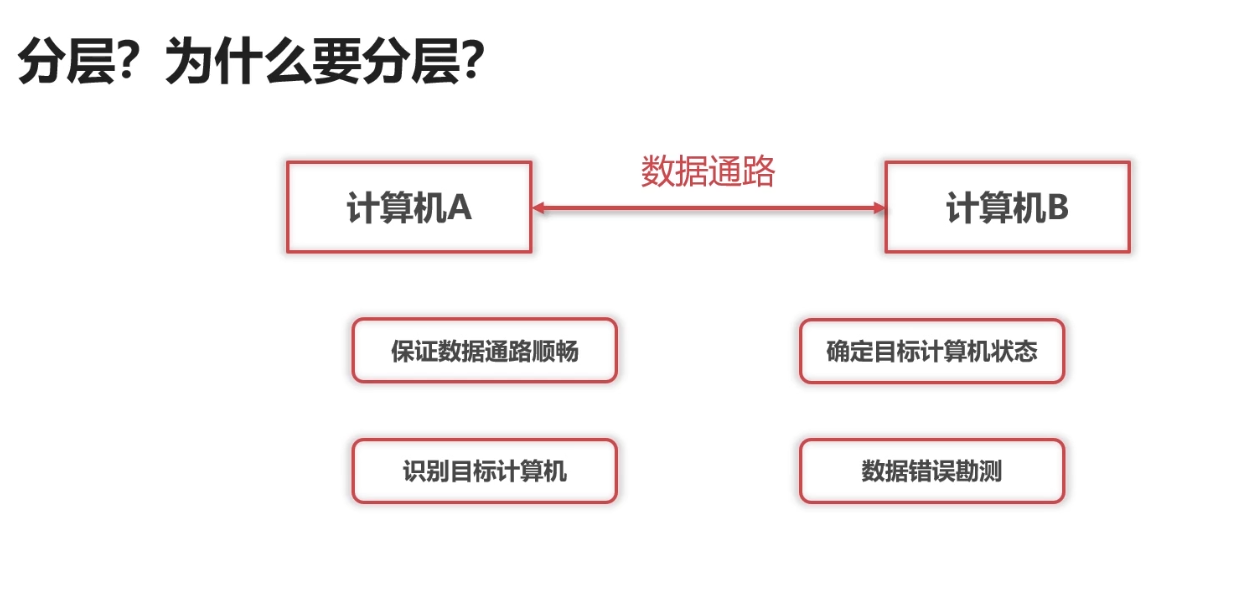 分层？为什么要分层？
数据通路
计算机A
计算机B
保证数据通路顺畅
确定目标计算机状态
识别目标计算机
数据错误勘测